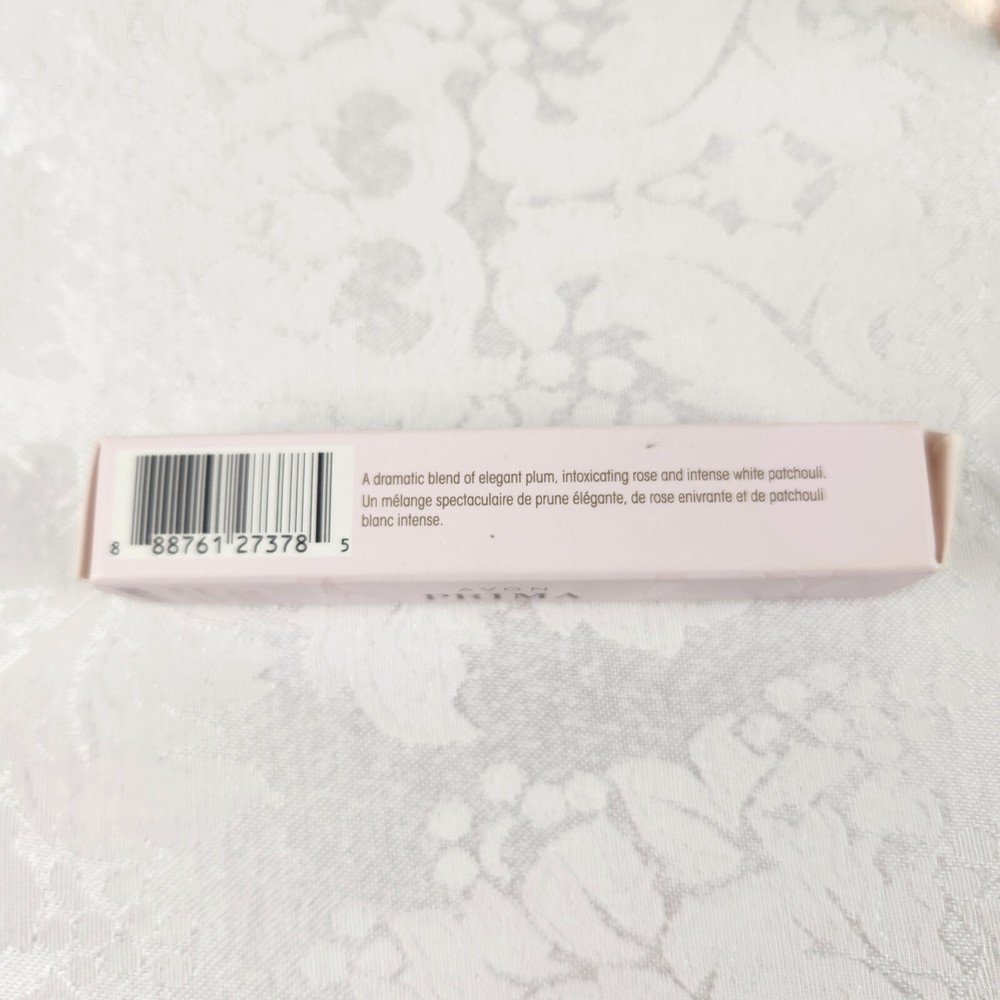 A dramatic blend of elegant plum, intoxicating rose and intense white patchouli.
Un mélange spectaculaire de prune élégante, de rose enivrante et de patchouli
blanc intense.
8 88761 27378 5
AVON
PRIMA